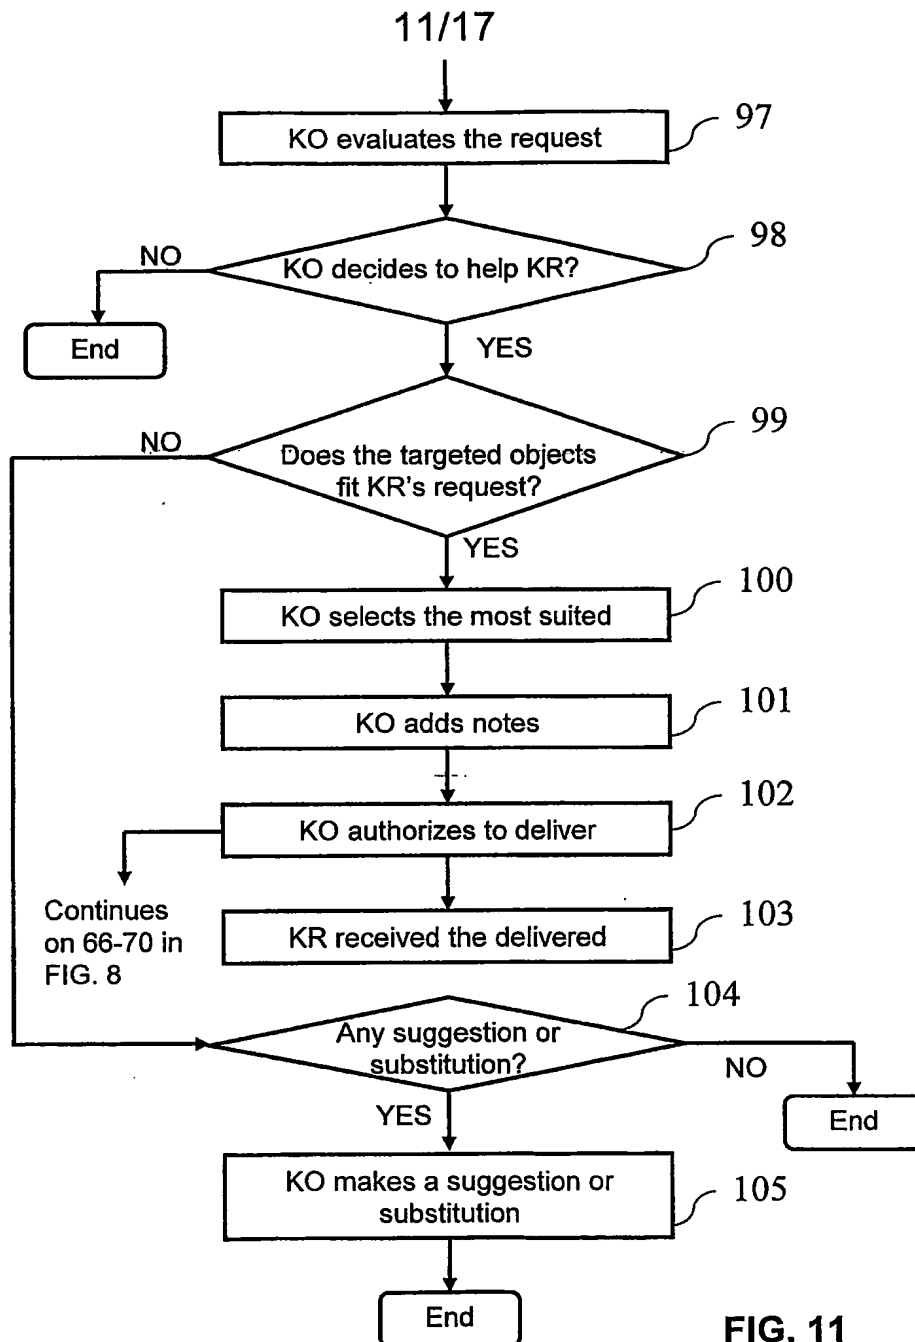 11/17
KO evaluates the request
97
KO decides to help KR?
98
NO
End
YES
Does the targeted objects
fit KR's request?
99
NO
YES
KO selects the most suited
100
KO adds notes
101
KO authorizes to deliver
102
Continues
on 66-70 in
FIG. 8
KR received the delivered
103
Any suggestion or
substitution?
104
NO
End
YES
KO makes a suggestion or
substitution
105
End
FIG. 11